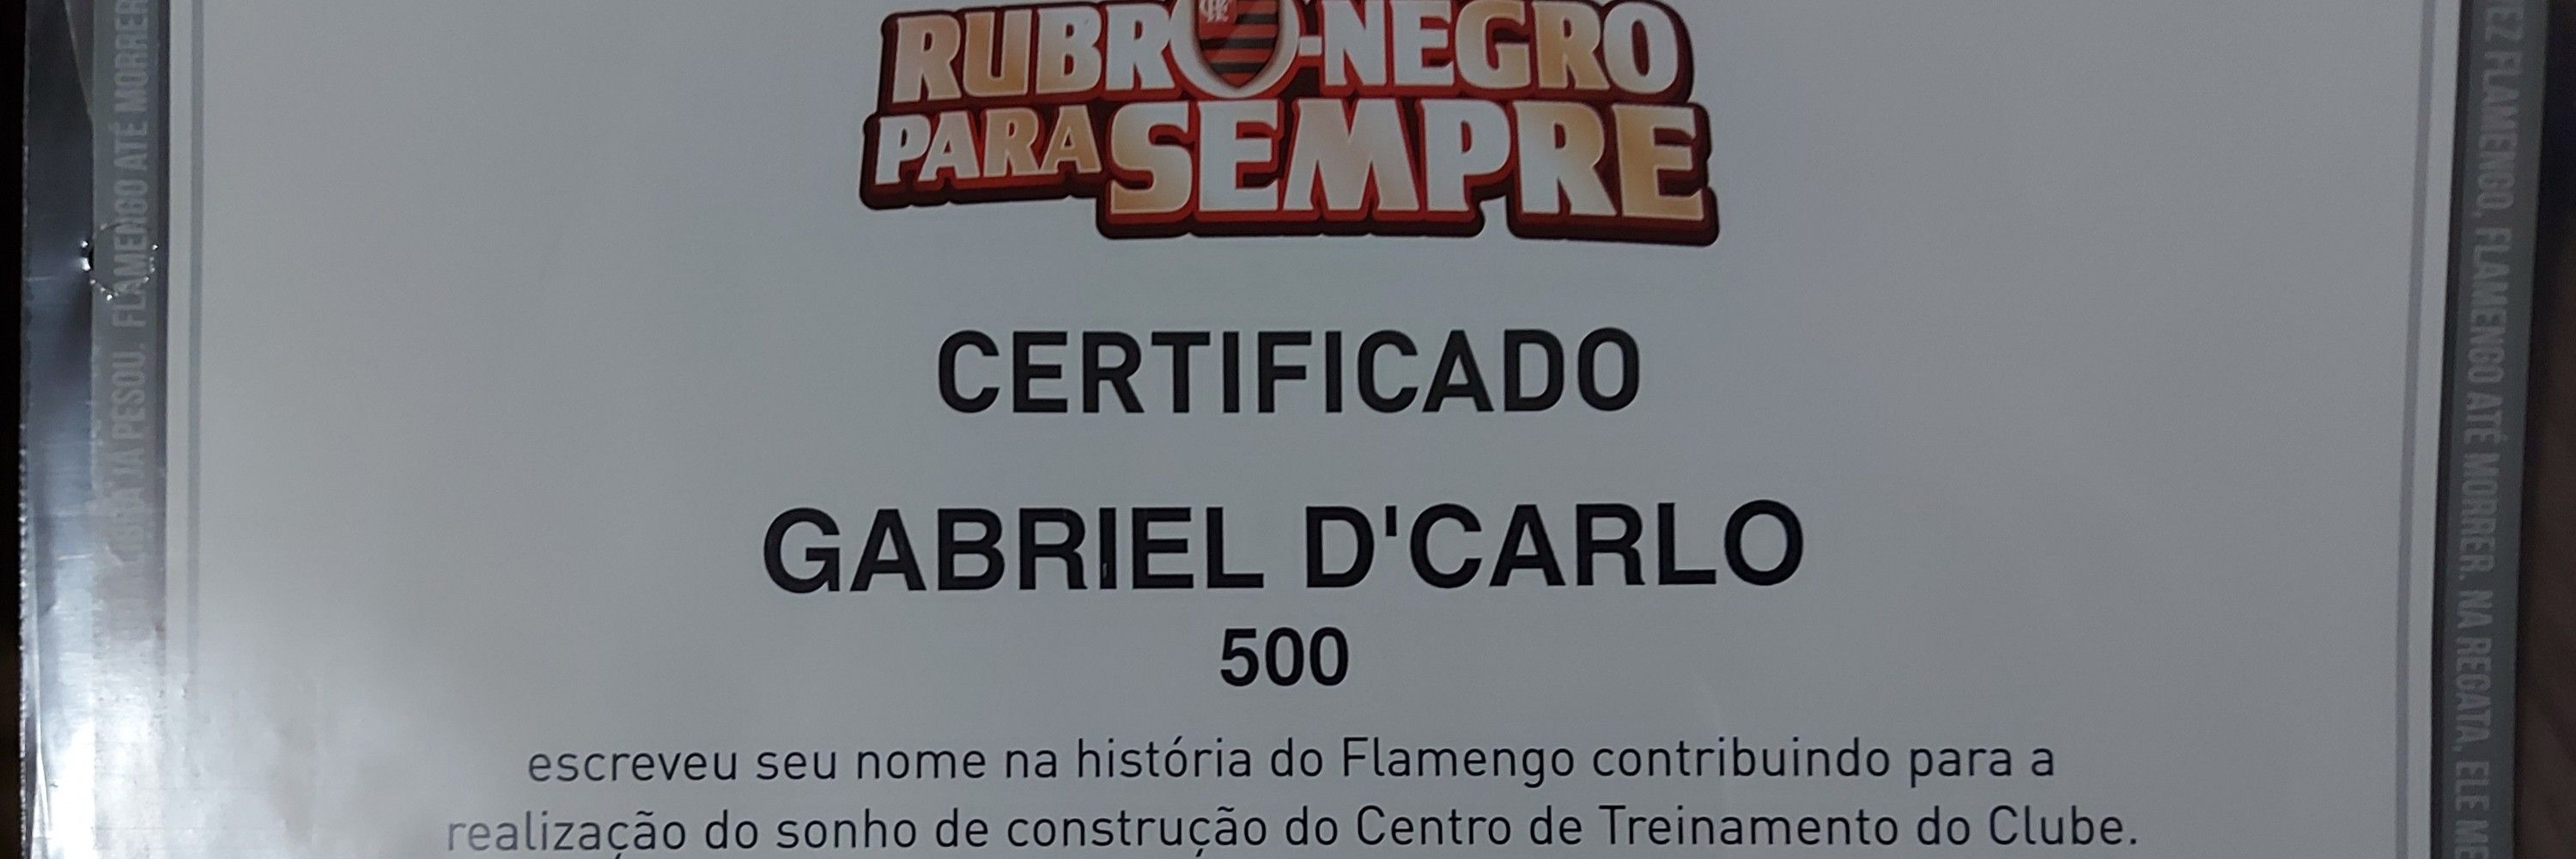 RUBRO-NEGRO
PARA SEMPRE
CERTIFICADO
GABRIEL D'CARLO
500
escreveu seu nome na história do Flamengo contribuindo para a
realização do sonho de construção do Centro de Treinamento do Clube.
JÁ PESOU. FLAMENGO ATÉ MORRER
FLAMENGO, FLAMENGO ATÉ MORRER. NA REGATA, ELE